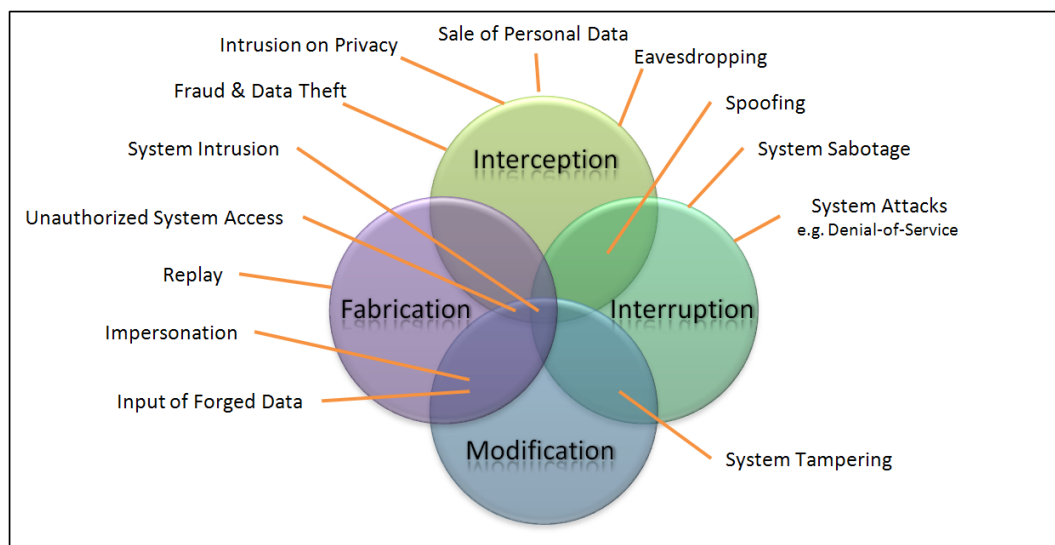 Sale of Personal Data
Intrusion on Privacy
Eavesdropping
Fraud & Data Theft
Spoofing
System Intrusion
Interception
System Sabotage
Unauthorized System Access
System Attacks
e.g. Denial-of-Service
Replay
Fabrication
Interruption
Impersonation
Input of Forged Data
Modification
System Tampering